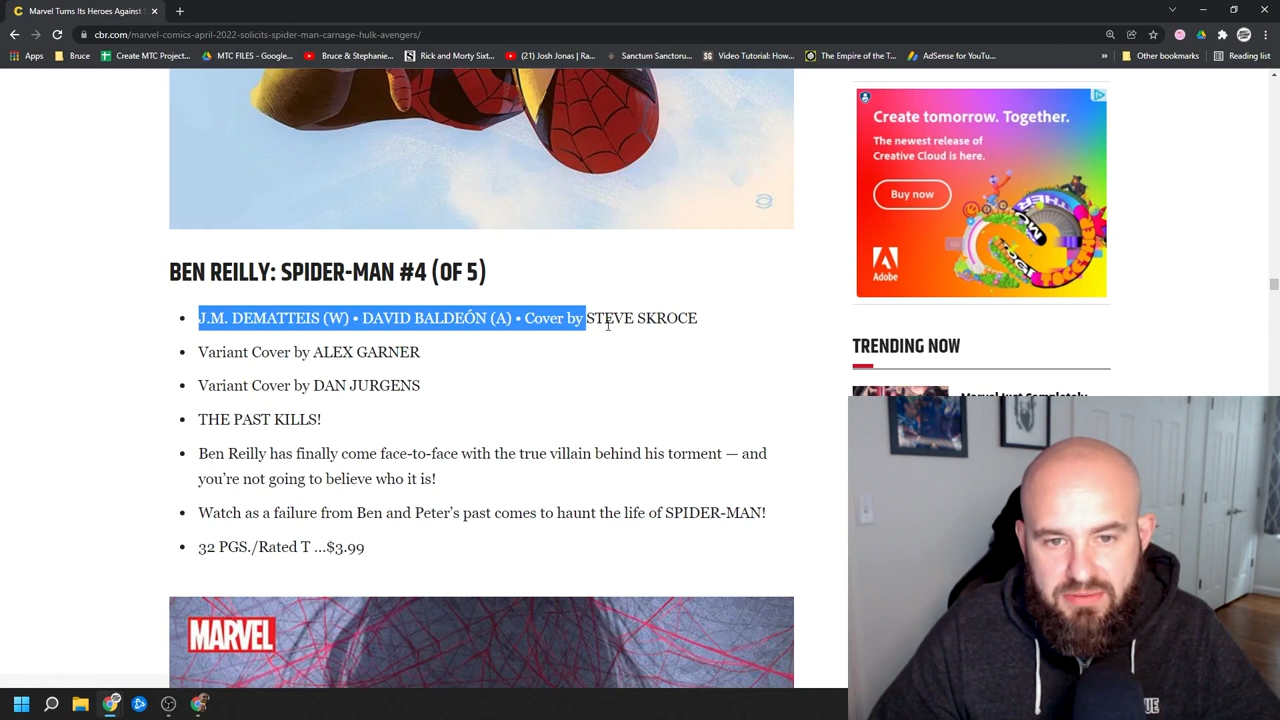 Marvel Turns Its Heroes Against
cbr.com/marvel-comics-april-2022-solicits-spider-man-carnage-hulk-avengers/
Apps
Bruce
Create MTC Project...
MTC FILES - Google...
Bruce & Stephanie...
Rick and Morty Sixt...
(21) Josh Jonas | Ra...
Sanctum Sanctoru...
Video Tutorial: How...
The Empire of the T...
AdSense for YouTu...
»
Other bookmarks
Reading list
Create tomorrow. Together.
The newest release of
Creative Cloud is here.
Buy now
Adobe
BEN REILLY: SPIDER-MAN #4 (OF 5)
• J.M. DEMATTEIS (W) • DAVID BALDEÓN (A) • Cover by STEVE SKROCE
• Variant Cover by ALEX GARNER
• Variant Cover by DAN JURGENS
• THE PAST KILLS!
• Ben Reilly has finally come face-to-face with the true villain behind his torment — and
you’re not going to believe who it is!
• Watch as a failure from Ben and Peter’s past comes to haunt the life of SPIDER-MAN!
• 32 PGS./Rated T …$3.99
TRENDING NOW
Marvel Just Completely
MARVEL